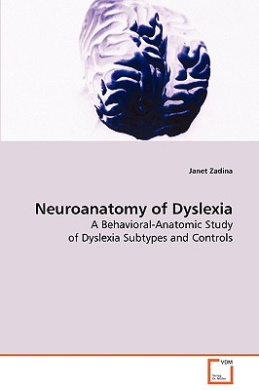 Janet Zadina
Neuroanatomy of Dyslexia
A Behavioral-Anatomic Study
of Dyslexia Subtypes and Controls
VDM